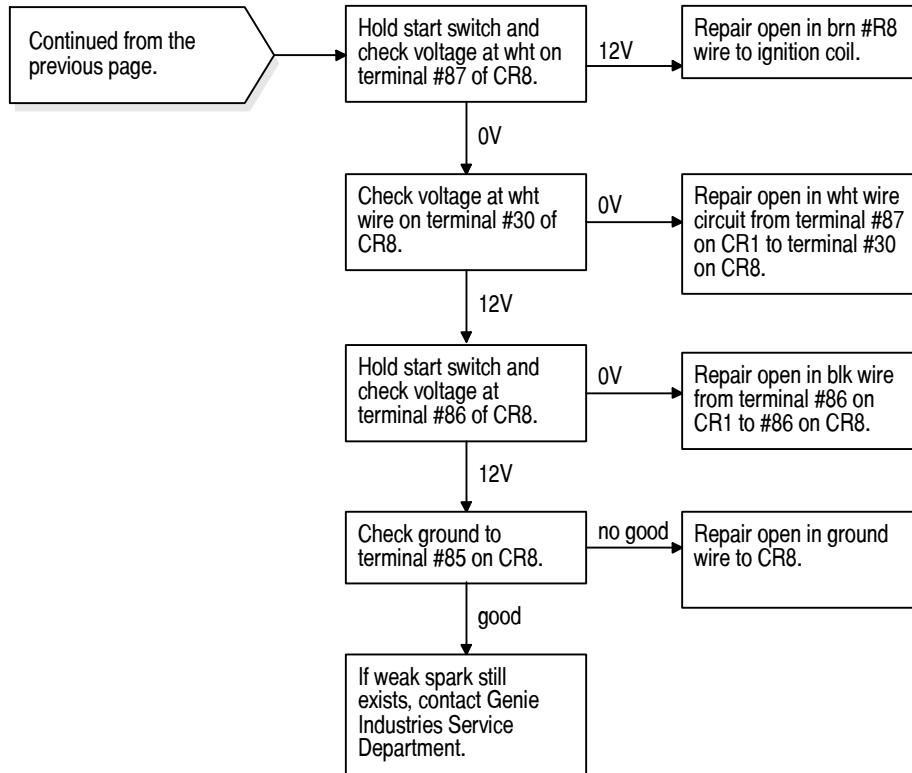 Continued from the
previous page.
Hold start switch and
check voltage at wht on
terminal #87 of CR8.
12V
Repair open in brn #R8
wire to ignition coil.
0V
Check voltage at wht
wire on terminal #30 of
CR8.
0V
Repair open in wht wire
circuit from terminal #87
on CR1 to terminal #30
on CR8.
12V
Hold start switch and
check voltage at
terminal #86 of CR8.
0V
Repair open in blk wire
from terminal #86 on
CR1 to #86 on CR8.
12V
Check ground to
terminal #85 on CR8.
no good
Repair open in ground
wire to CR8.
good
If weak spark still
exists, contact Genie
Industries Service
Department.